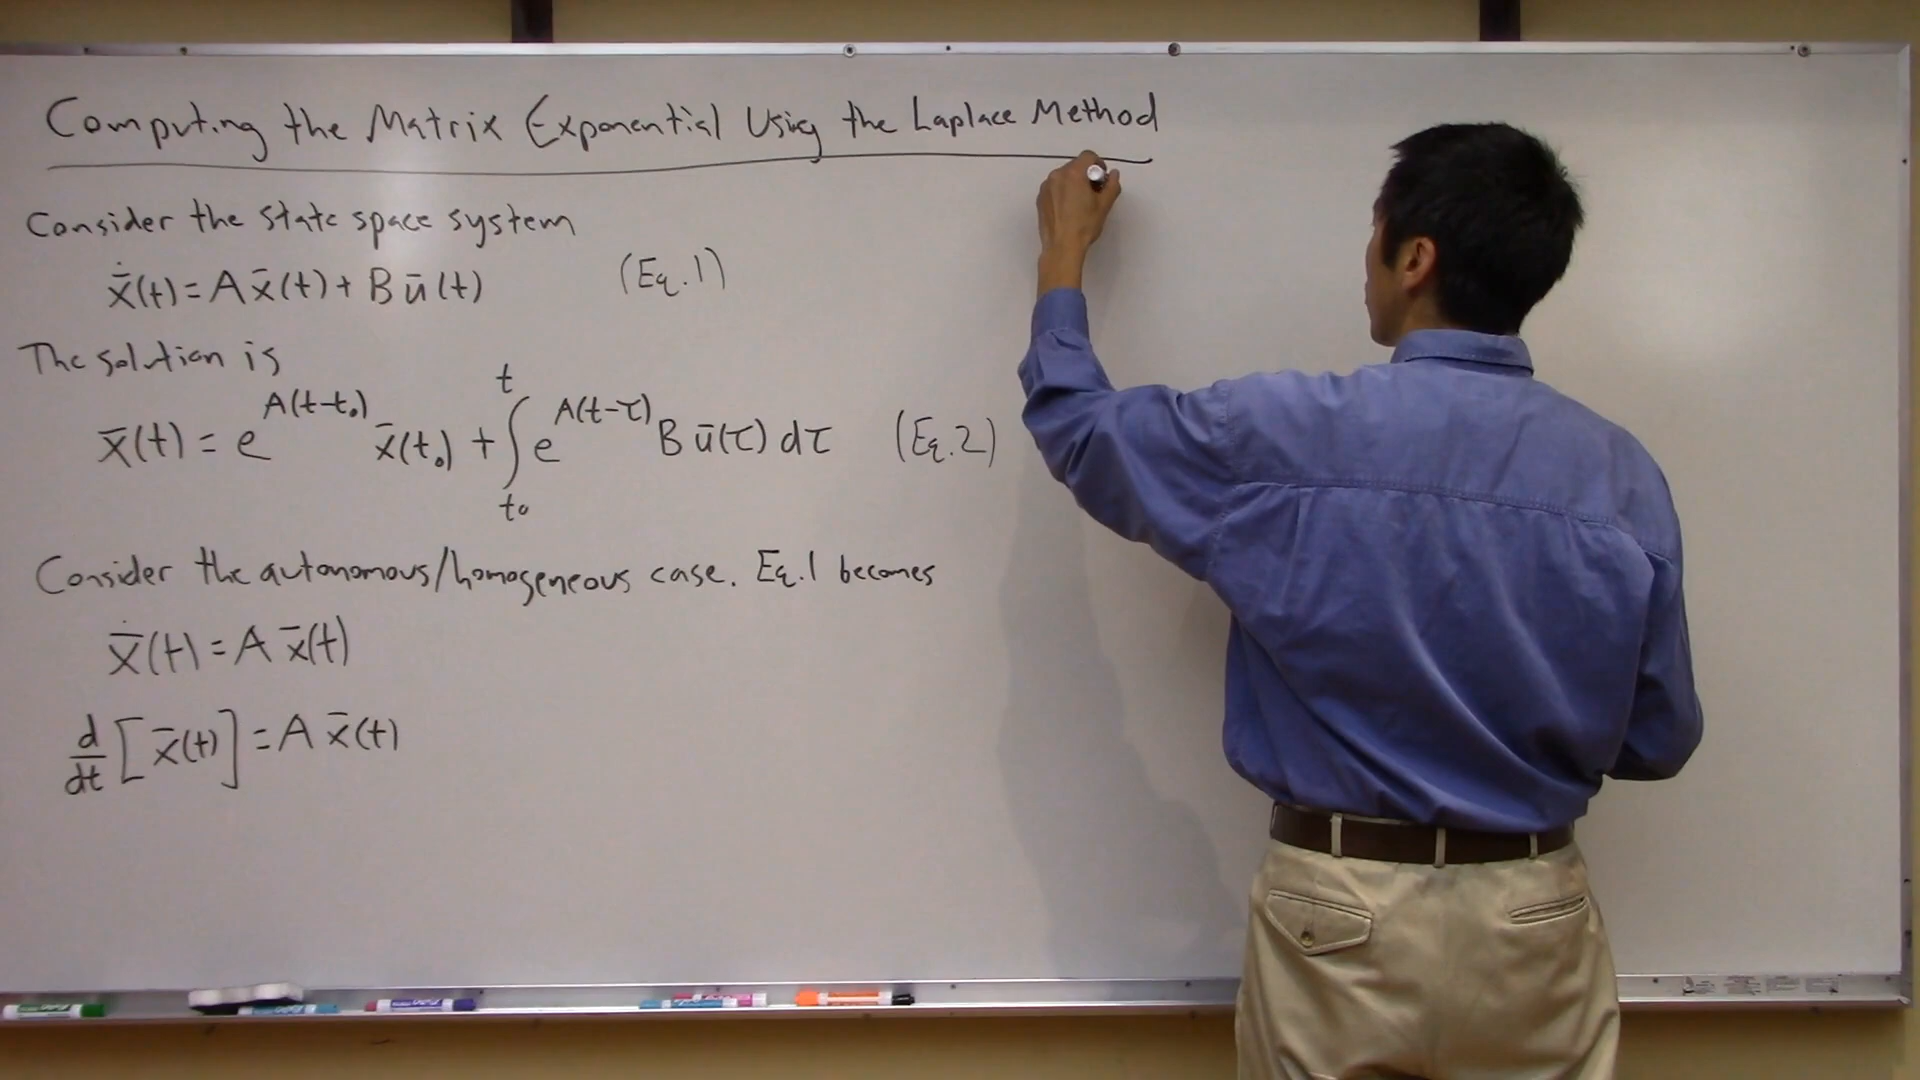 Computing the Matrix Exponential Using the Laplace Method
Consider the state space system
ẋ̄(t) = A x̄(t) + B ū(t) (Eq. 1)
The solution is
x̄(t) = e^{A(t-t₀)} x̄(t₀) + ∫_{t₀}^{t} e^{A(t-τ)} B ū(τ) dτ (Eq. 2)
Consider the autonomous/homogeneous case. Eq. 1 becomes
ẋ̄(t) = A x̄(t)
d/dt [x̄(t)] = A x̄(t)